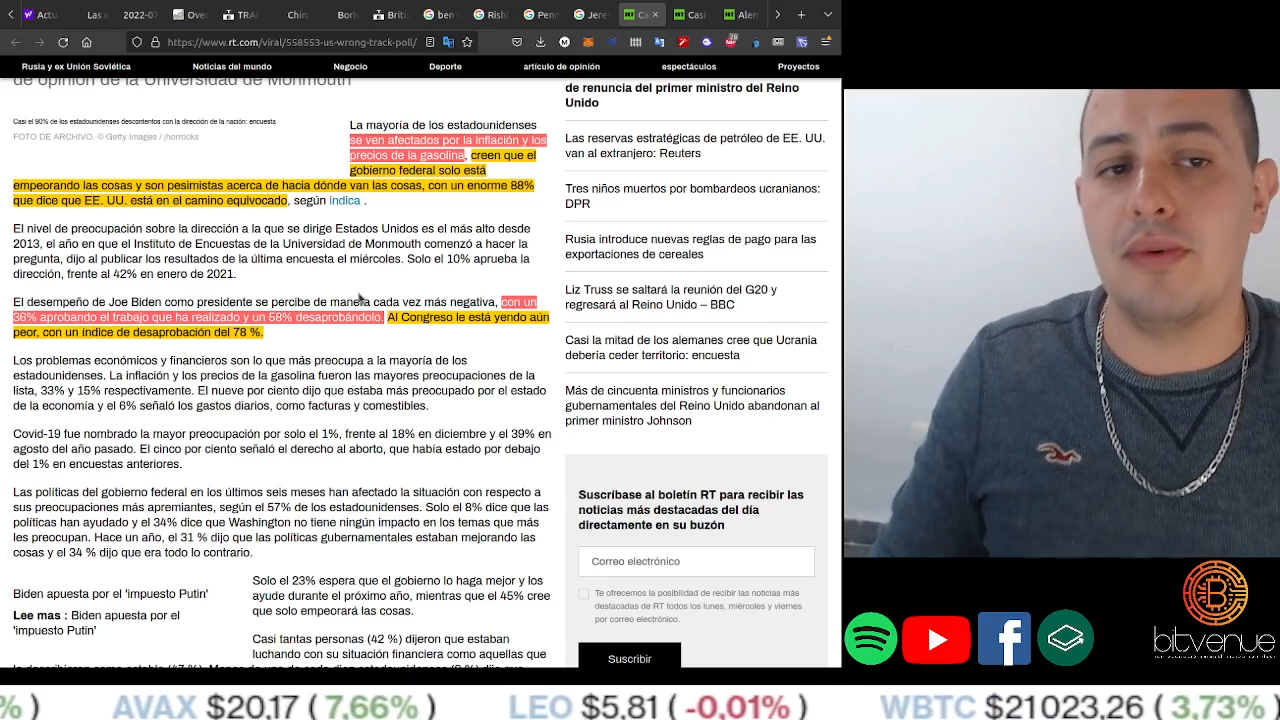 Actu
Las e
2022-07
Over
TRAI
Chin
Boris
Britis
ben v
Rishi
Penn
Jere
Ca
Casi
Alem
https://www.rt.com/viral/558553-us-wrong-track-poll/
Rusia y ex Unión Soviética
Noticias del mundo
Negocio
Deporte
artículo de opinión
espectáculos
Proyectos
de opinión de la Universidad de Monmouth
Casi el 90% de los estadounidenses descontentos con la dirección de la nación: encuesta
FOTO DE ARCHIVO. © Getty Images / jhorrocks
La mayoría de los estadounidenses
se ven afectados por la inflación y los
precios de la gasolina, creen que el
gobierno federal solo está
empeorando las cosas y son pesimistas acerca de hacia dónde van las cosas, con un enorme 88%
que dice que EE. UU. está en el camino equivocado, según indica .
El nivel de preocupación sobre la dirección a la que se dirige Estados Unidos es el más alto desde
2013, el año en que el Instituto de Encuestas de la Universidad de Monmouth comenzó a hacer la
pregunta, dijo al publicar los resultados de la última encuesta el miércoles. Solo el 10% aprueba la
dirección, frente al 42% en enero de 2021.
El desempeño de Joe Biden como presidente se percibe de manera cada vez más negativa, con un
36% aprobando el trabajo que ha realizado y un 58% desaprobándolo. Al Congreso le está yendo aún
peor, con un índice de desaprobación del 78 %.
Los problemas económicos y financieros son lo que más preocupa a la mayoría de los
estadounidenses. La inflación y los precios de la gasolina fueron las mayores preocupaciones de la
lista, 33% y 15% respectivamente. El nueve por ciento dijo que estaba más preocupado por el estado
de la economía y el 6% señaló los gastos diarios, como facturas y comestibles.
Covid-19 fue nombrado la mayor preocupación por solo el 1%, frente al 18% en diciembre y el 39% en
agosto del año pasado. El cinco por ciento señaló el derecho al aborto, que había estado por debajo
del 1% en encuestas anteriores.
Las políticas del gobierno federal en los últimos seis meses han afectado la situación con respecto a
sus preocupaciones más apremiantes, según el 57% de los estadounidenses. Solo el 8% dice que las
políticas han ayudado y el 34% dice que Washington no tiene ningún impacto en los temas que más
les preocupan. Hace un año, el 31 % dijo que las políticas gubernamentales estaban mejorando las
cosas y el 34 % dijo que era todo lo contrario.
Biden apuesta por el 'impuesto Putin'
Lee mas : Biden apuesta por el
'impuesto Putin'
Solo el 23% espera que el gobierno lo haga mejor y los
ayude durante el próximo año, mientras que el 45% cree
que solo empeorará las cosas.
Casi tantas personas (42 %) dijeron que estaban
luchando con su situación financiera como aquellas que
de renuncia del primer ministro del Reino
Unido
Las reservas estratégicas de petróleo de EE. UU.
van al extranjero: Reuters
Tres niños muertos por bombardeos ucranianos:
DPR
Rusia introduce nuevas reglas de pago para las
exportaciones de cereales
Liz Truss se saltará la reunión del G20 y
regresará al Reino Unido – BBC
Casi la mitad de los alemanes cree que Ucrania
debería ceder territorio: encuesta
Más de cincuenta ministros y funcionarios
gubernamentales del Reino Unido abandonan al
primer ministro Johnson
Suscríbase al boletín RT para recibir las
noticias más destacadas del día
directamente en su buzón
Correo electrónico
Te ofrecemos la posibilidad de recibir las noticias más
destacadas de RT todos los lunes, miércoles y viernes
por correo electrónico.
Suscribir
bitvenue
%)
AVAX $20,17 ( 7,66% )
LEO $5,81 ( -0,01% )
WBTC $21023,26 ( 3,73% )